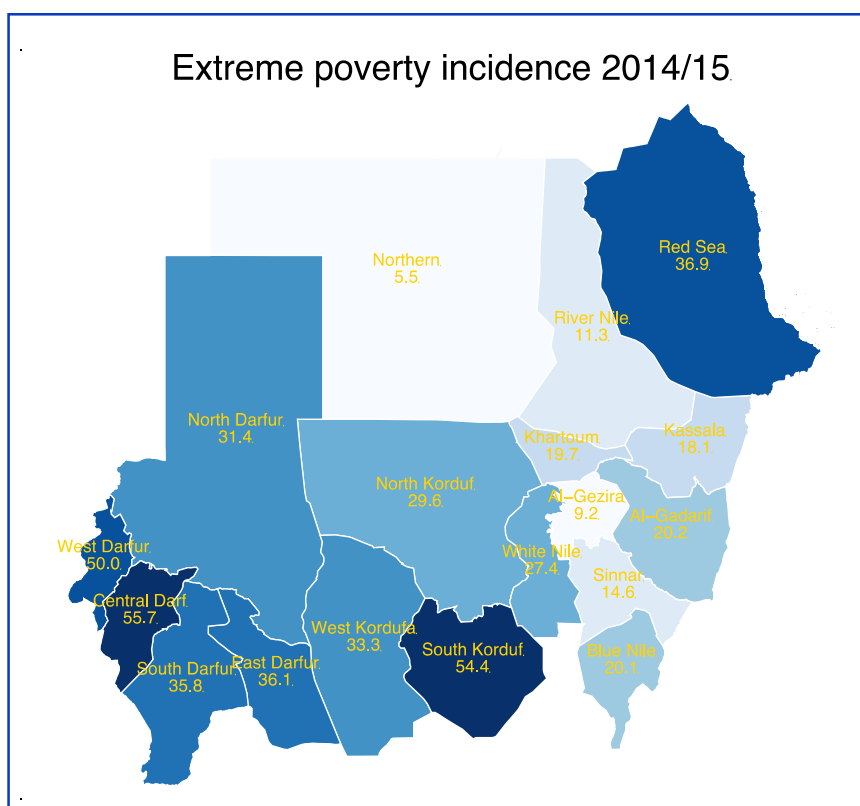 Extreme poverty incidence 2014/15
Red Sea
36.9
Northern
5.5
River Nile
11.3
North Darfur
31.4
Khartoum
19.7
Kassala
18.1
North Korduf
29.6
Al-Gezira
9.2
Al-Gadarif
20.2
West Darfur
50.0
White Nile
27.4
Sinnar
14.6
Central Darf
55.7
West Kordufa
33.3
South Korduf
54.4
Blue Nile
20.1
South Darfur
35.8
East Darfur
36.1